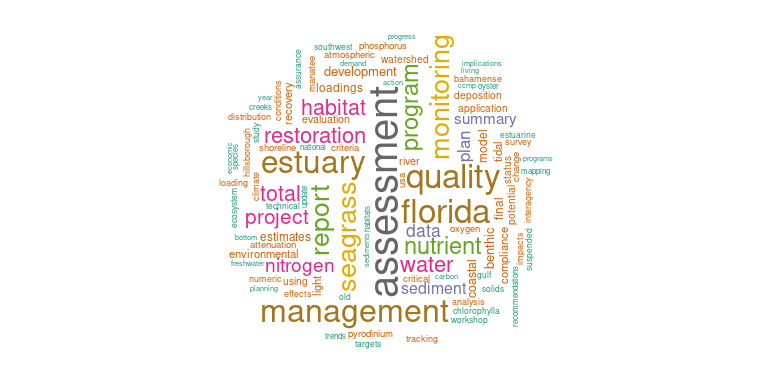 progress
southwest
phosphorus
atmospheric
watershed
demand
implications
living
development
assurance
manatee
loadings
action
bahamense
ccmp
oyster
conditions
recovery
year
creeks
habitat
program
monitoring
deposition
application
distribution
evaluation
summary
study
restoration
estuarine
hillsborough
shoreline
national
criteria
plan
model
tidal
survey
economic
species
estuary
assessment
river
status
change
programs
loading
climate
usa
quality
mapping
ecosystem
total
technical
update
seagrass
habitats
florida
final
potential
interagency
project
report
data
oxygen
bottom
estimates
attenuation
sediments
nutrient
benthic
compliance
impacts
suspended
environmental
freshwater
nitrogen
water
coastal
gulf
numeric
using
light
critical
carbon
planning
effects
old
sediment
solids
recommendations
management
analysis
chlorophylla
workshop
trends
pyrodinium
targets
tracking